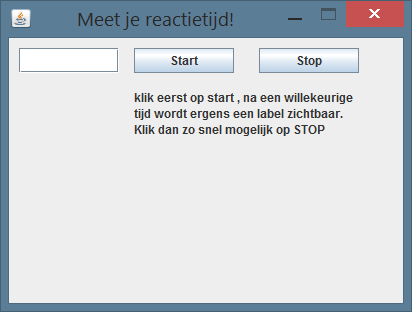 Meet je reactietijd!
Start
Stop
klik eerst op start , na een willekeurige
tijd wordt ergens een label zichtbaar.
Klik dan zo snel mogelijk op STOP